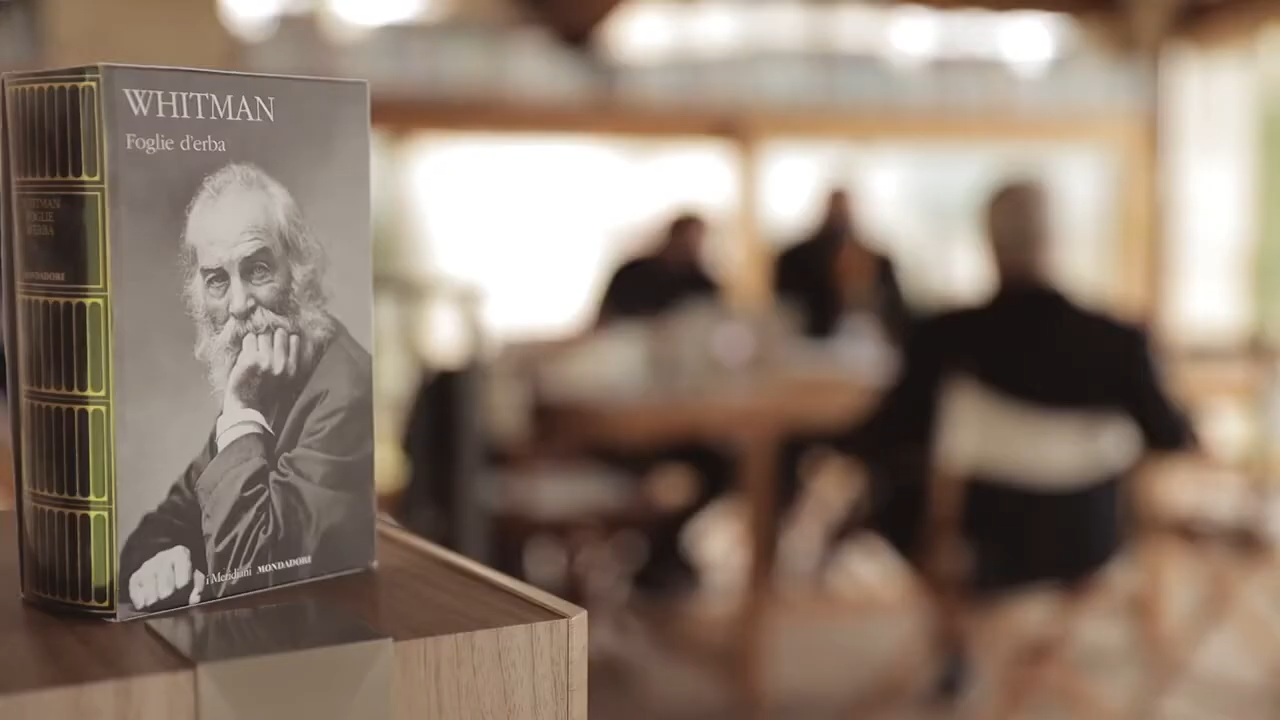 WHITMAN
Foglie d'erba
WHITMAN
FOGLIE
D'ERBA
MONDADORI
i Meridiani MONDADORI